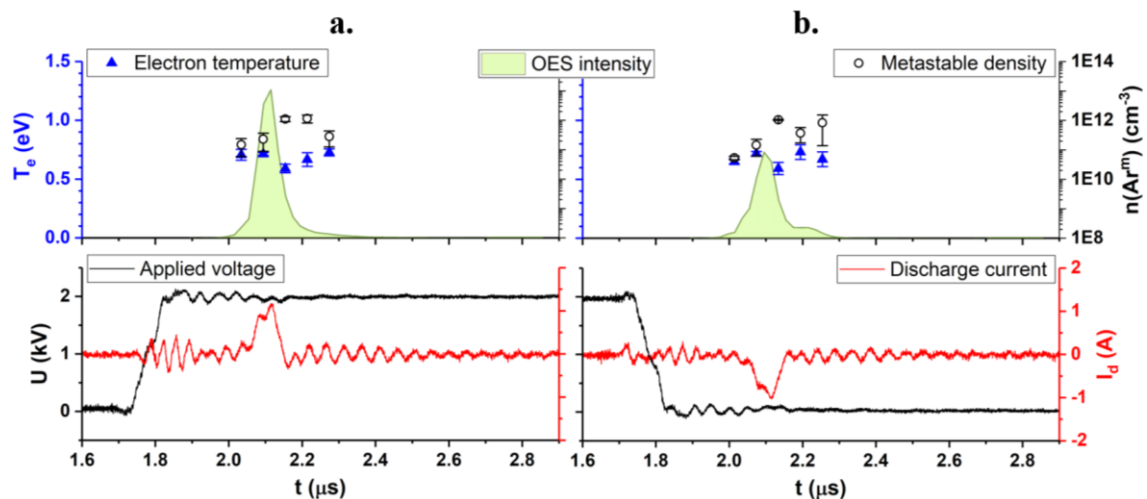 a.
b.
Electron temperature
OES intensity
Metastable density
1.5
1.0
0.5
0.0
T_e (eV)
1E14
1E12
1E10
1E8
n(Ar^m) (cm^-3)
Applied voltage
Discharge current
2
1
0
U (kV)
2
1
0
-1
-2
I_d (A)
1.6 1.8 2.0 2.2 2.4 2.6 2.8
1.6 1.8 2.0 2.2 2.4 2.6 2.8
t (μs)
t (μs)